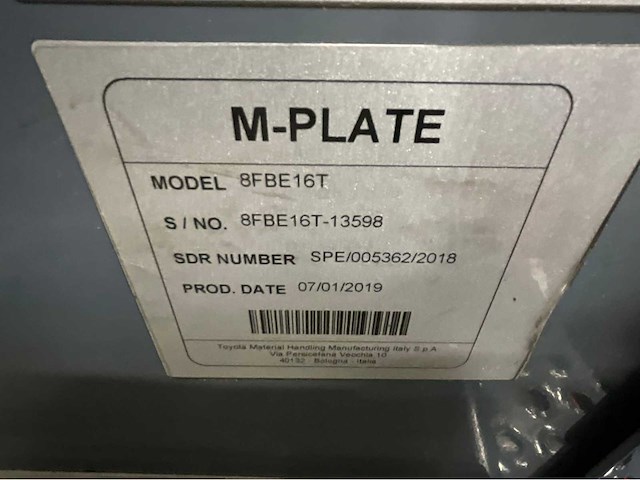 M-PLATE
MODEL 8FBE16T
S / NO. 8FBE16T-13598
SDR NUMBER SPE/005362/2018
PROD. DATE 07/01/2019
Toyota Material Handling Manufacturing Italy S.p.A.
Via Persicetana Vecchia 10
40132 - Bologna - Italia